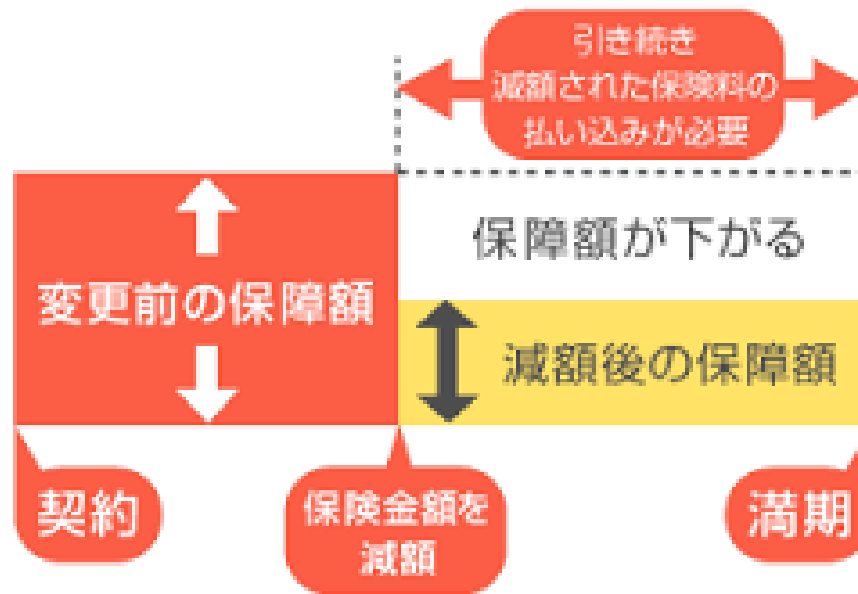 引き続き
減額された保険料の
払い込みが必要
保障額が下がる
変更前の保障額
減額後の保障額
契約
保険金額を
減額
満期